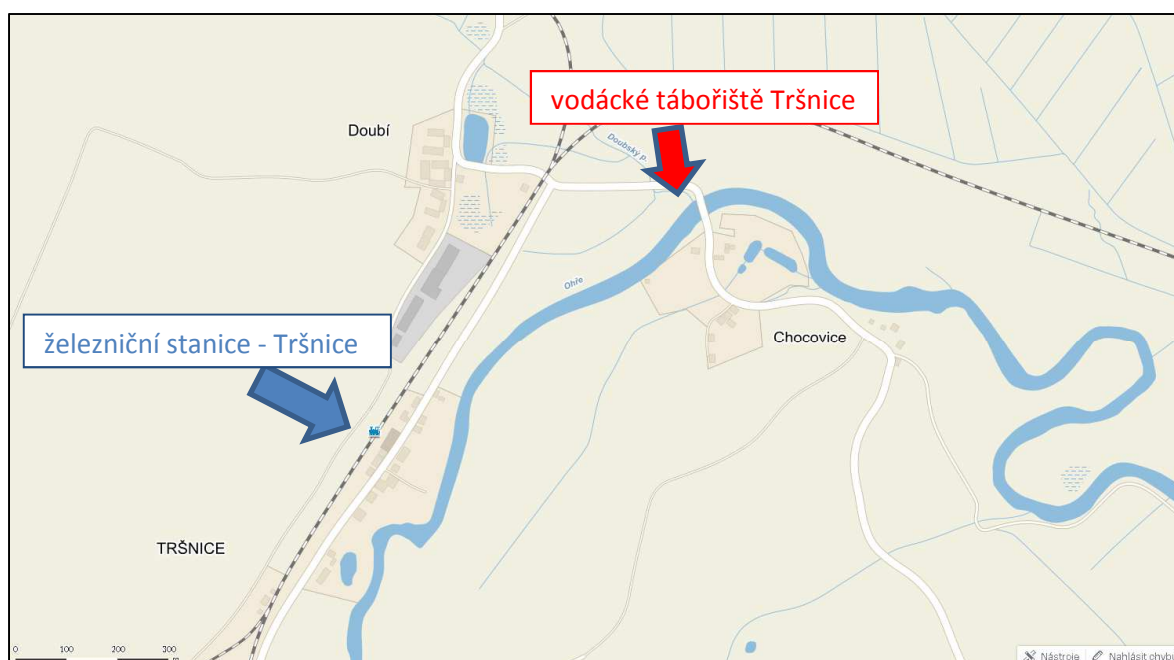 vodácké tábořiště Tršnice
Doubí
Doubský p.
Ohře
železniční stanice - Tršnice
Chocovice
TRŠNICE
0 100 200 300
m
Nástroje Nahlásit chybu